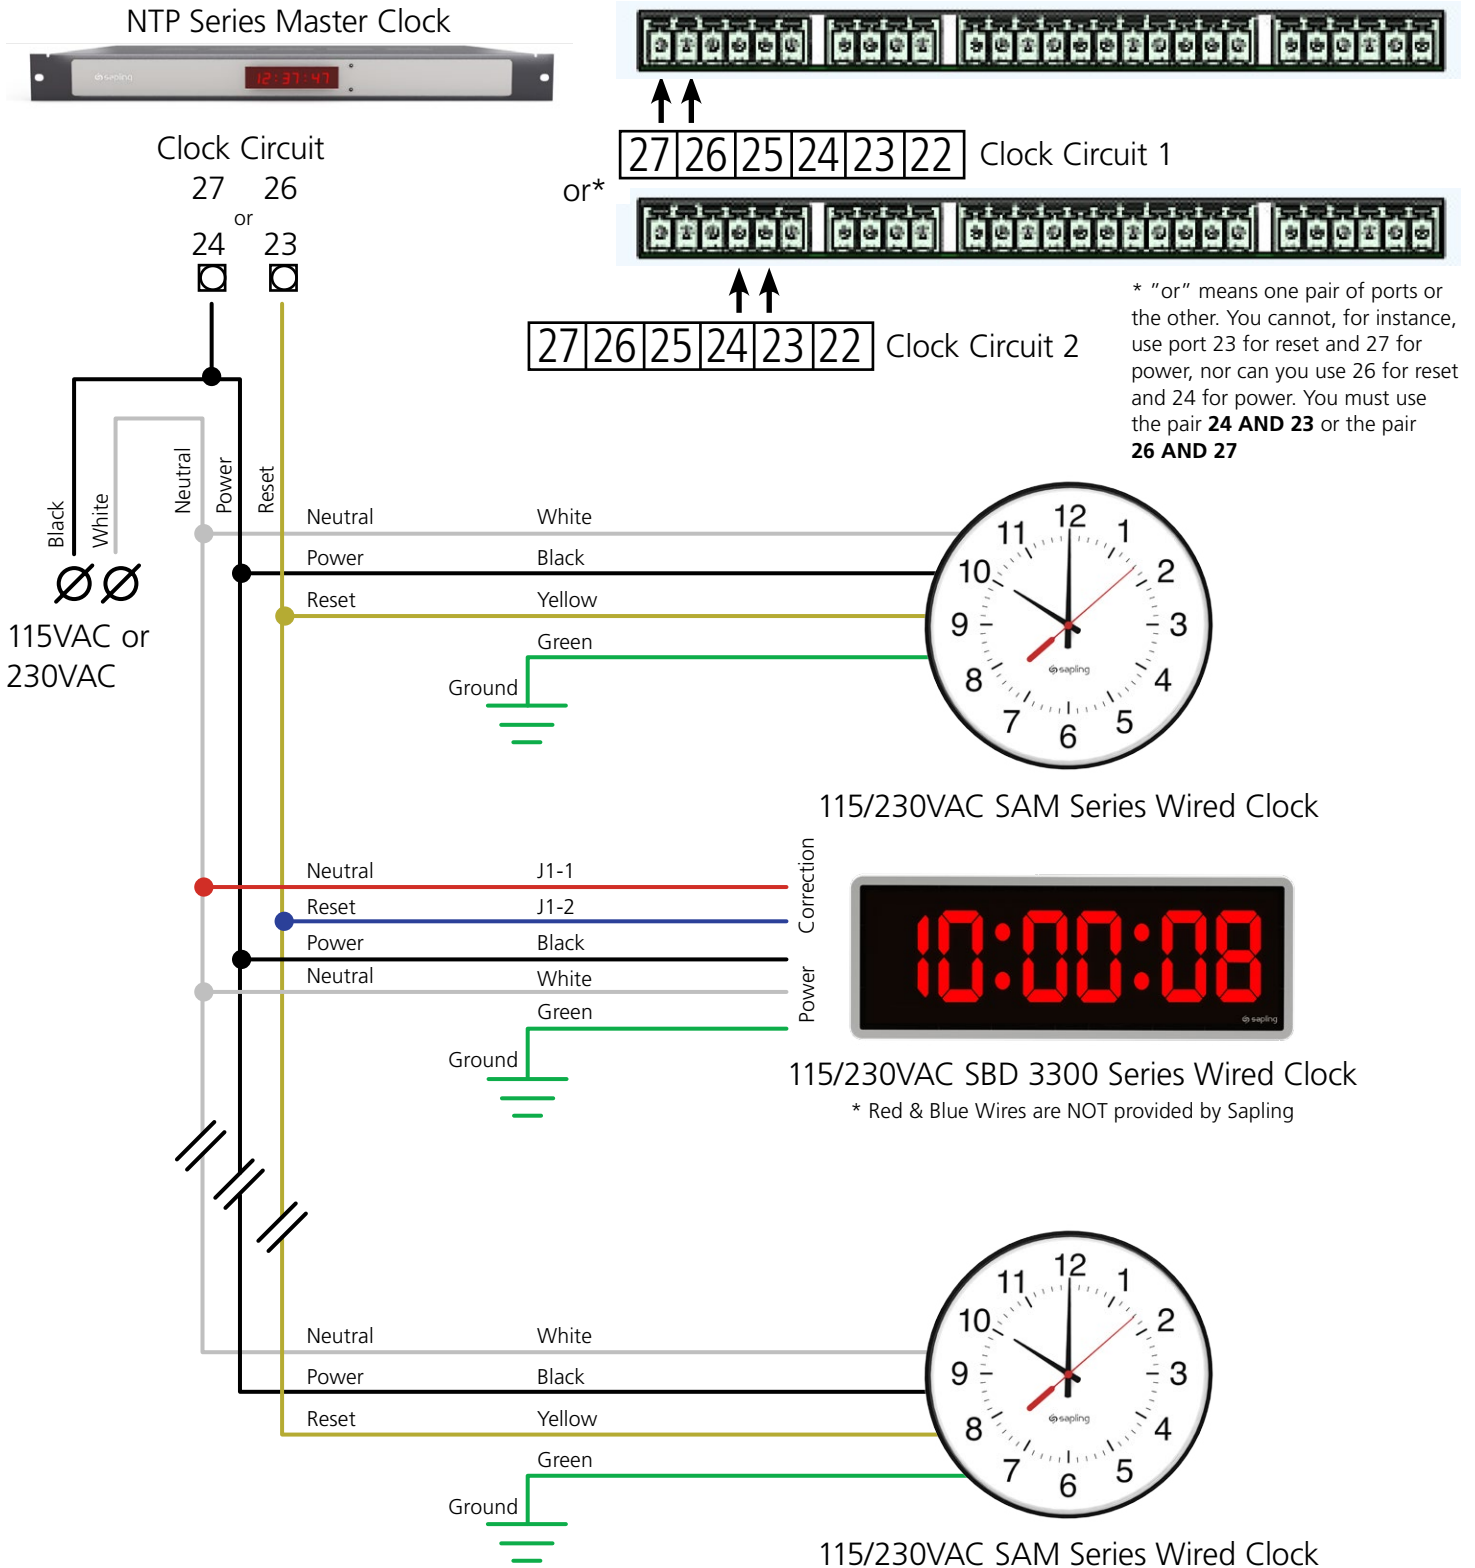 NTP Series Master Clock
sapling
12:37:47
Clock Circuit
27 26
or
24 23
27 26 25 24 23 22 Clock Circuit 1
or*
27 26 25 24 23 22 Clock Circuit 2
* "or" means one pair of ports or
the other. You cannot, for instance,
use port 23 for reset and 27 for
power, nor can you use 26 for reset
and 24 for power. You must use
the pair 24 AND 23 or the pair
26 AND 27
Black
White
Neutral
Power
Reset
115VAC or
230VAC
Neutral White
Power Black
Reset Yellow
Green
Ground
12
1
2
3
4
5
6
7
8
9
10
11
sapling
115/230VAC SAM Series Wired Clock
Neutral J1-1
Reset J1-2
Power Black
Neutral White
Green
Ground
Correction
Power
10:00:08
sapling
115/230VAC SBD 3300 Series Wired Clock
* Red & Blue Wires are NOT provided by Sapling
Neutral White
Power Black
Reset Yellow
Green
Ground
12
1
2
3
4
5
6
7
8
9
10
11
sapling
115/230VAC SAM Series Wired Clock